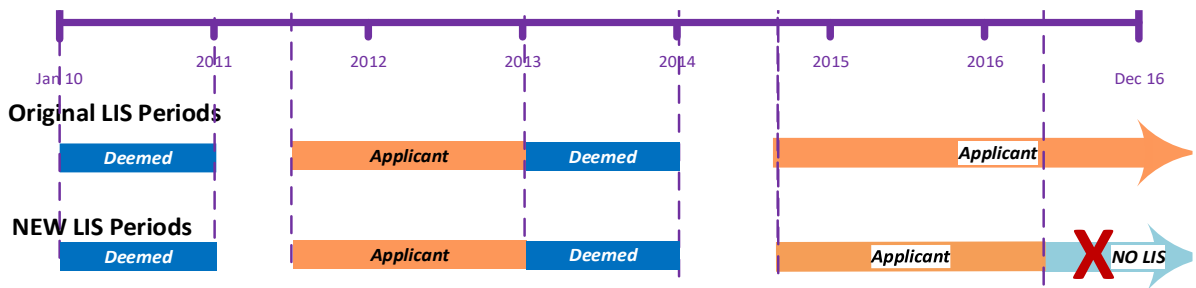 2011 2012 2013 2014 2015 2016
Jan 10 Dec 16
Original LIS Periods
Deemed Applicant Deemed Applicant
NEW LIS Periods
Deemed Applicant Deemed Applicant X NO LIS